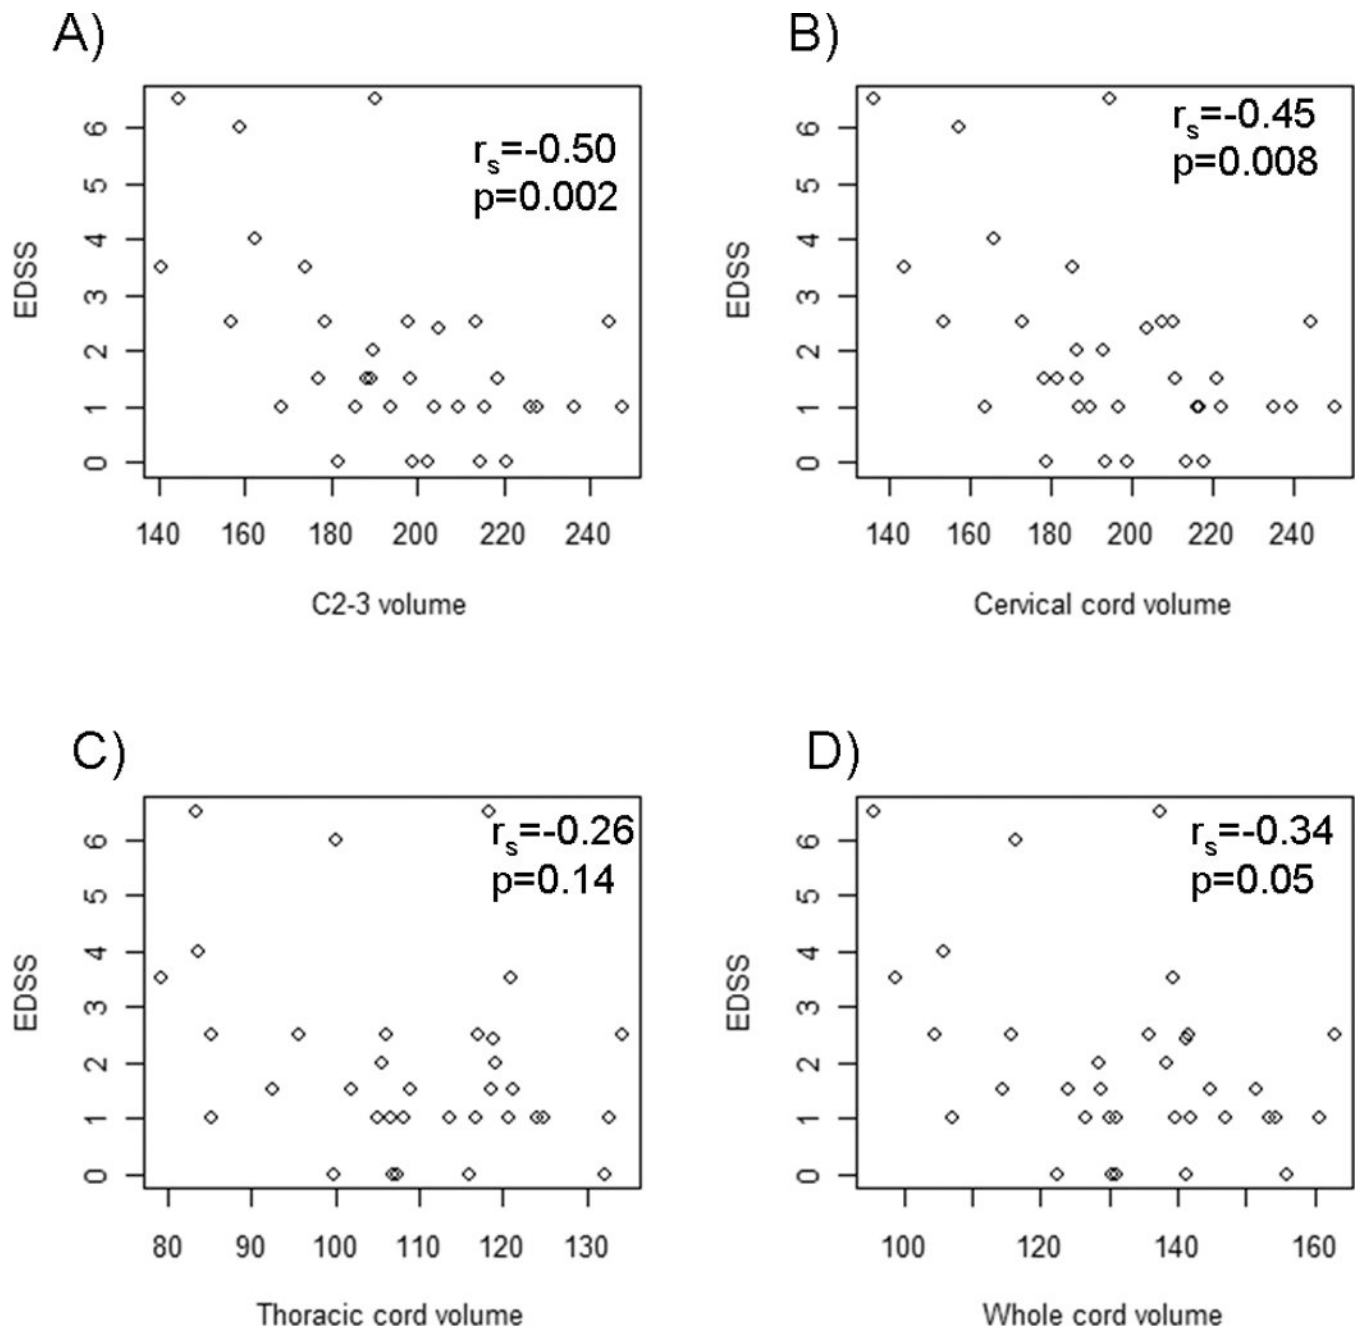 A)
rs=-0.50
p=0.002
EDSS
0 1 2 3 4 5 6
140 160 180 200 220 240
C2-3 volume
B)
rs=-0.45
p=0.008
EDSS
0 1 2 3 4 5 6
140 160 180 200 220 240
Cervical cord volume
C)
rs=-0.26
p=0.14
EDSS
0 1 2 3 4 5 6
80 90 100 110 120 130
Thoracic cord volume
D)
rs=-0.34
p=0.05
EDSS
0 1 2 3 4 5 6
100 120 140 160
Whole cord volume